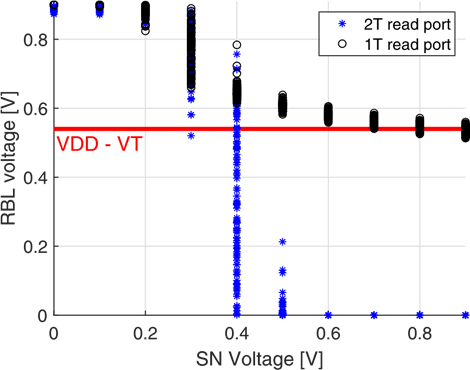 2T read port
1T read port
0.8
0.6
0.4
0.2
0
RBL voltage [V]
VDD - VT
0 0.2 0.4 0.6 0.8
SN Voltage [V]